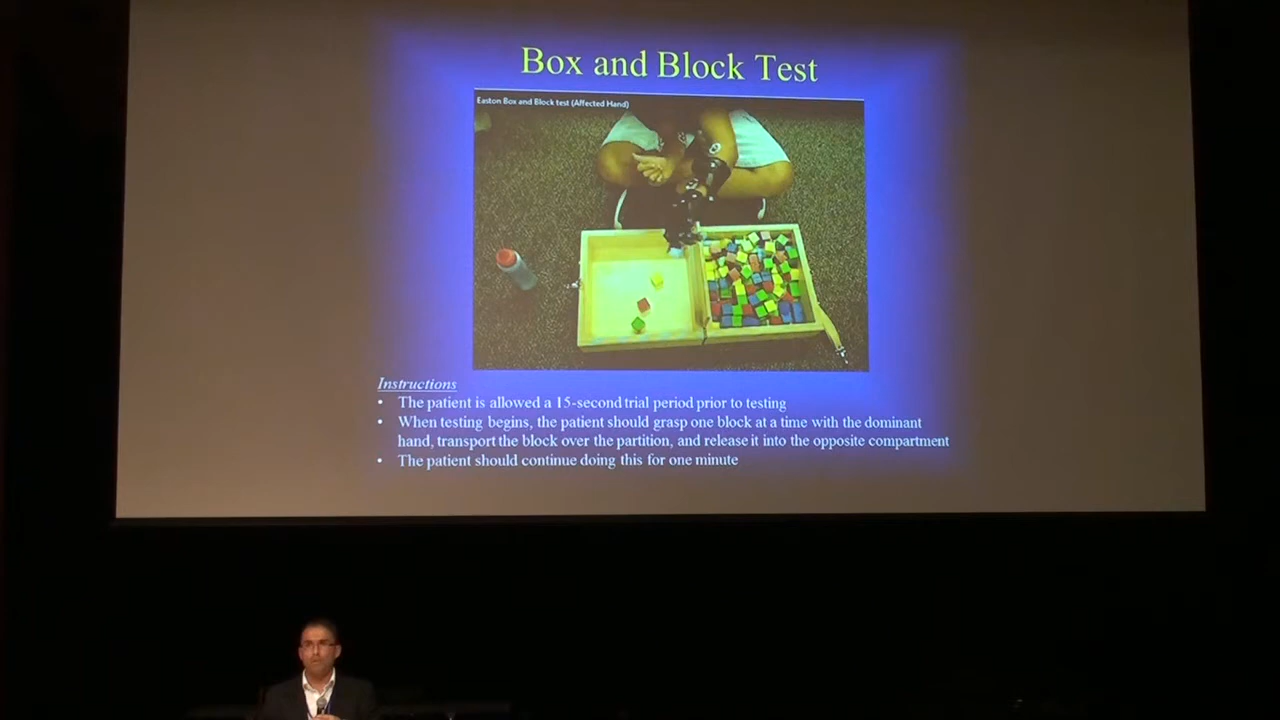 Box and Block Test
Easton Box and Block test (Affected Hand)
Instructions
• The patient is allowed a 15-second trial period prior to testing
• When testing begins, the patient should grasp one block at a time with the dominant
hand, transport the block over the partition, and release it into the opposite compartment
• The patient should continue doing this for one minute